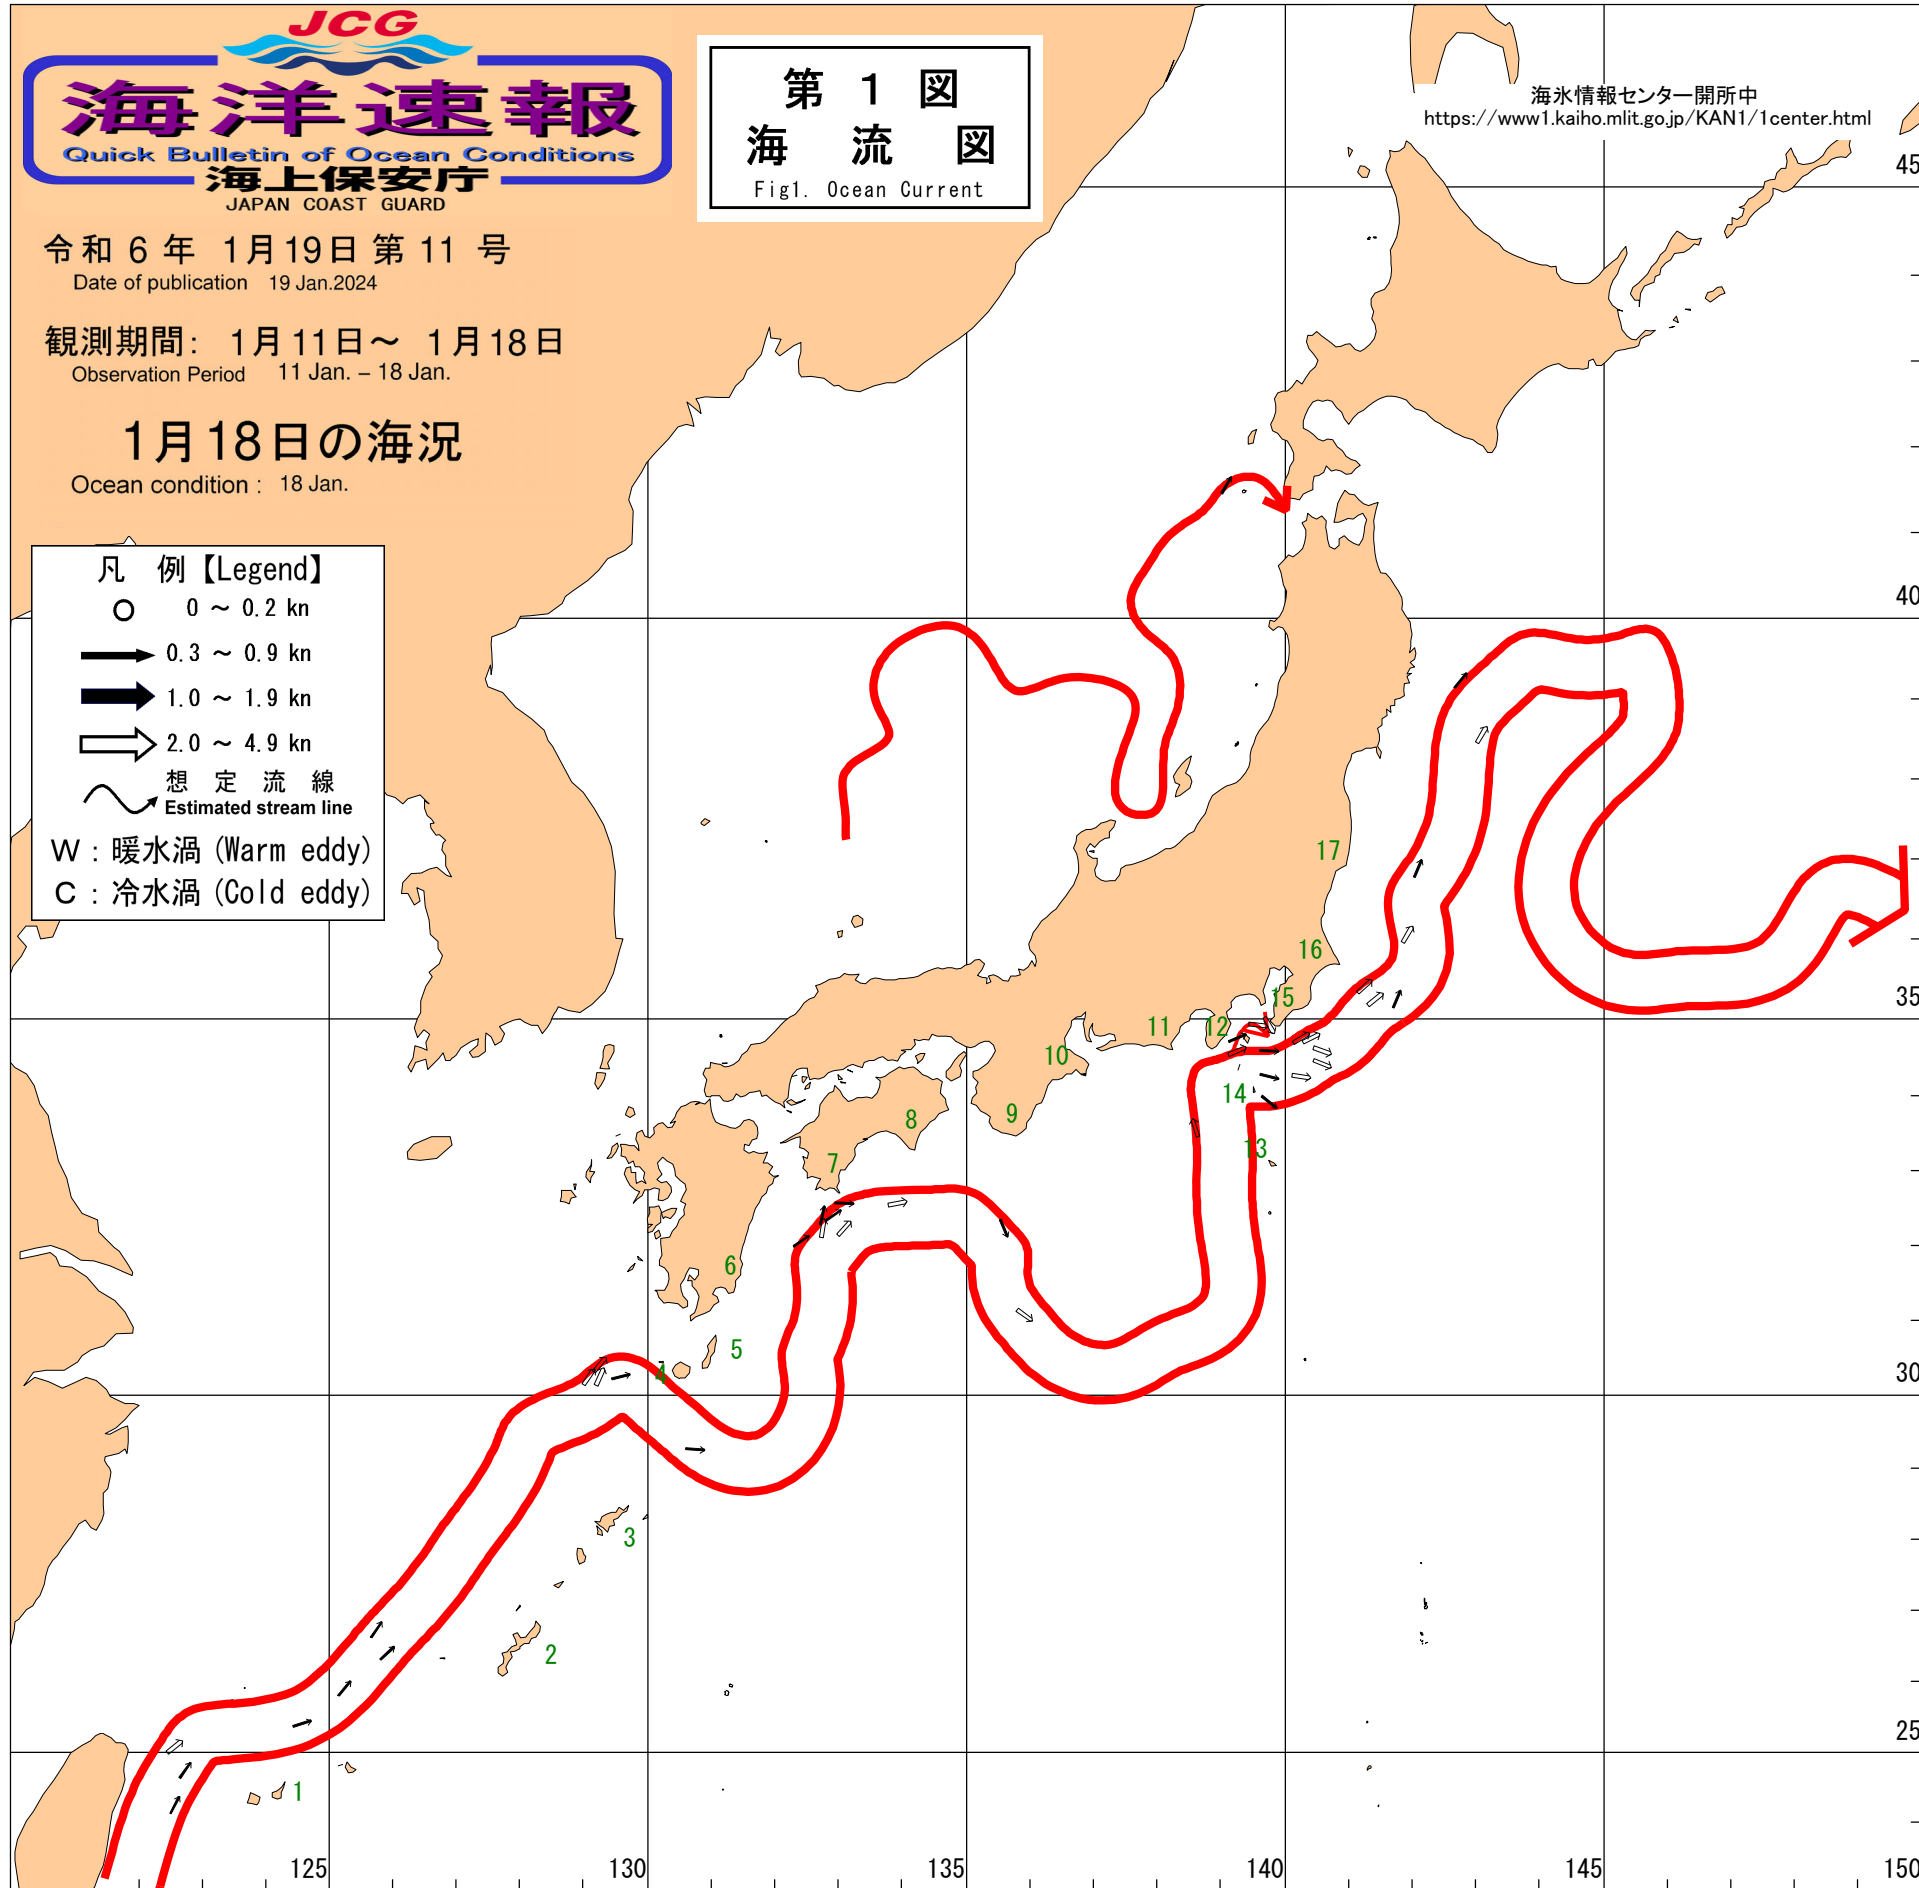 JCG
海洋速報
Quick Bulletin of Ocean Conditions
海上保安庁
JAPAN COAST GUARD
令和 6 年 1月19日 第 11 号
Date of publication 19 Jan.2024
観測期間: 1月11日～ 1月18日
Observation Period 11 Jan. – 18 Jan.
1月18日の海況
Ocean condition : 18 Jan.
第 1 図
海 流 図
Fig1. Ocean Current
海氷情報センター開所中
https://www1.kaiho.mlit.go.jp/KAN1/1center.html
凡 例【Legend】
0 ～ 0.2 kn
0.3 ～ 0.9 kn
1.0 ～ 1.9 kn
2.0 ～ 4.9 kn
想 定 流 線
Estimated stream line
W : 暖水渦 (Warm eddy)
C : 冷水渦 (Cold eddy)
45
40
17
16
15
35
12
11
10
14
9
8
13
7
6
5
4
30
3
2
25
1
125
130
135
140
145
150